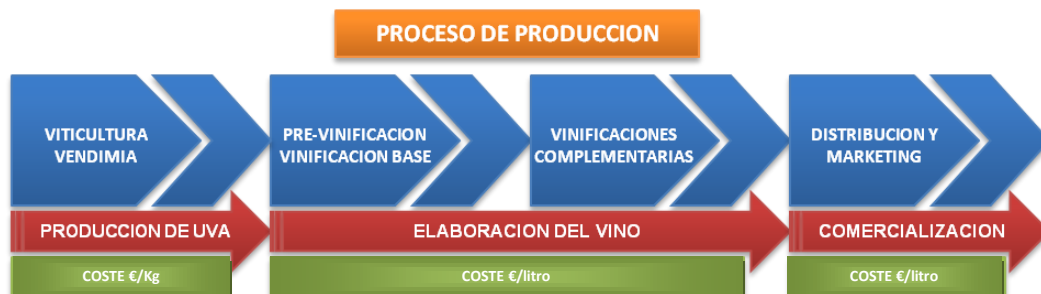 PROCESO DE PRODUCCION
VITICULTURA
VENDIMIA
PRE-VINIFICACION
VINIFICACION BASE
VINIFICACIONES
COMPLEMENTARIAS
DISTRIBUCION Y
MARKETING
PRODUCCION DE UVA
ELABORACION DEL VINO
COMERCIALIZACION
COSTE €/Kg
COSTE €/litro
COSTE €/litro